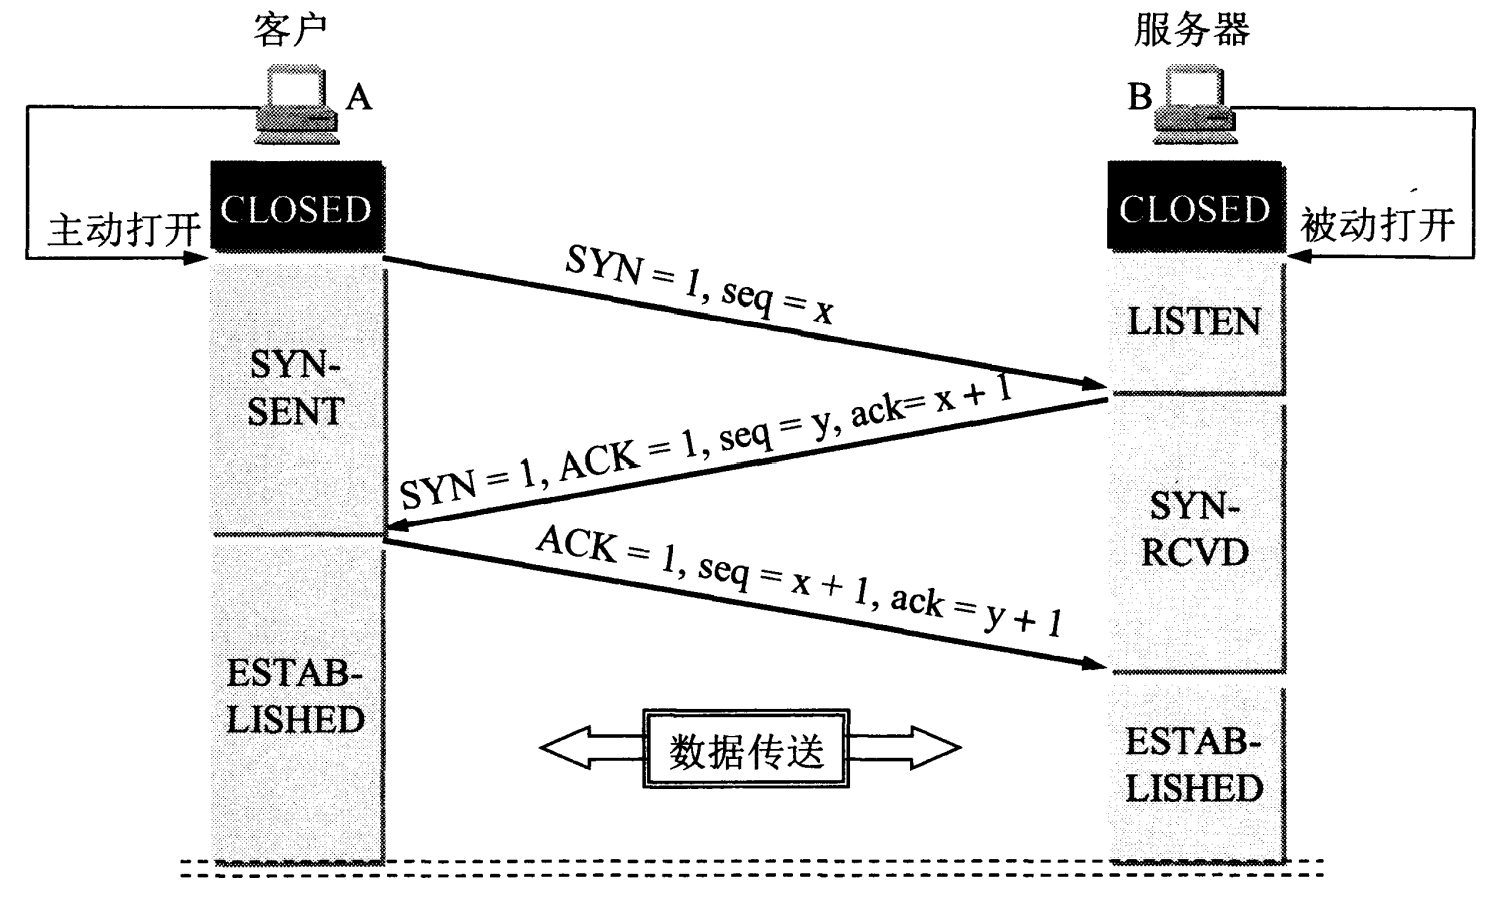 客户
服务器
A
B
CLOSED
CLOSED
主动打开
被动打开
SYN = 1, seq = x
LISTEN
SYN-
SENT
SYN = 1, ACK = 1, seq = y, ack= x + 1
SYN-
RCVD
ACK = 1, seq = x + 1, ack = y + 1
ESTAB-
LISHED
数据传送
ESTAB-
LISHED